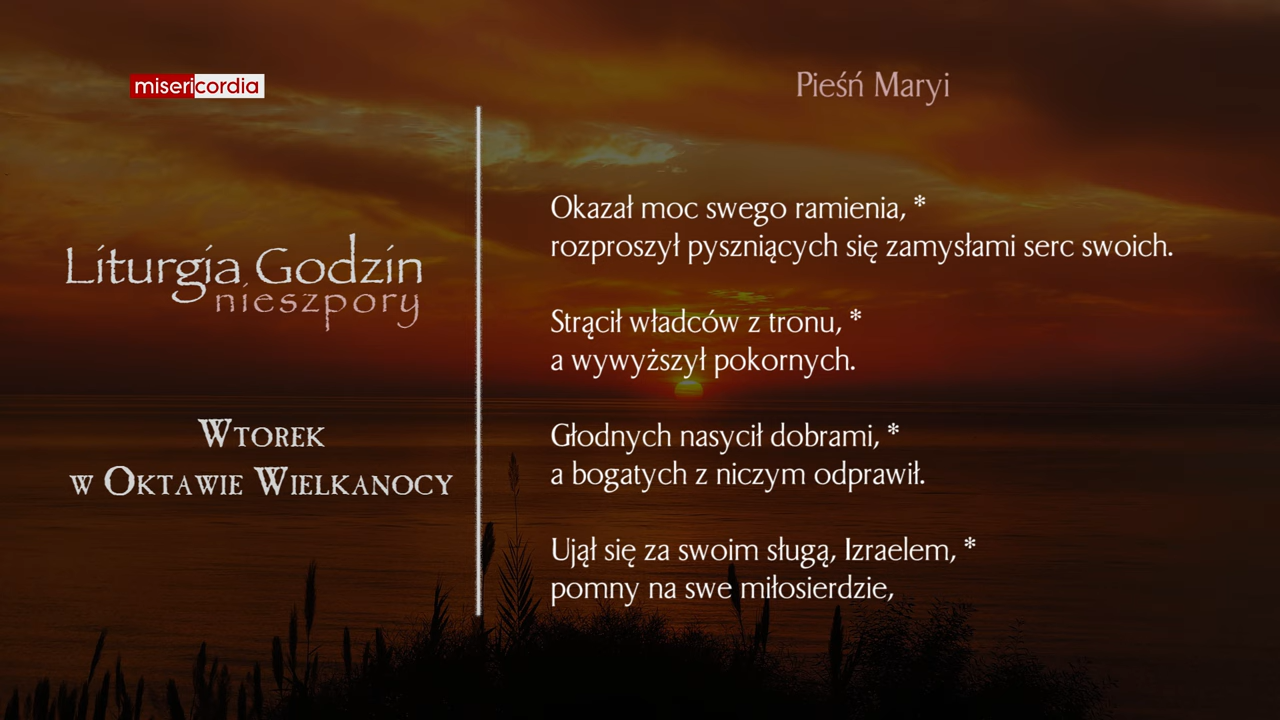 misericordia
Liturgia Godzin
nieszpory
Wtorek
w Oktawie Wielkanocy
Pieśń Maryi
Okazał moc swego ramienia, *
rozproszył pyszniących się zamysłami serc swoich.
Strącił władców z tronu, *
a wywyższył pokornych.
Głodnych nasycił dobrami, *
a bogatych z niczym odprawił.
Ujął się za swoim sługą, Izraelem, *
pomny na swe miłosierdzie,